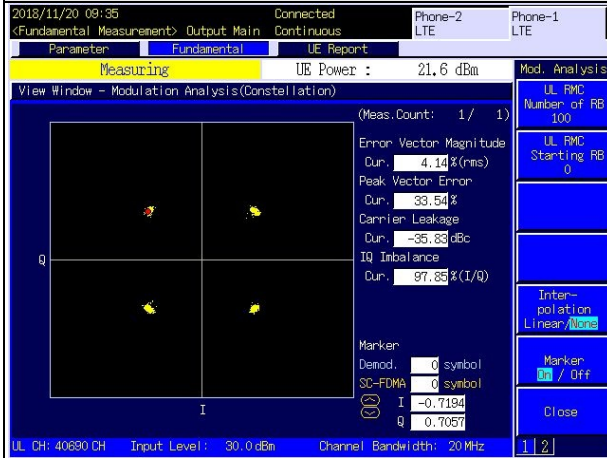 2018/11/20 09:35 Connected Phone-2 Phone-1
<Fundamental Measurement> Output Main Continuous LTE LTE
Parameter Fundamental UE Report
Measuring UE Power : 21.6 dBm Mod. Analysis
View Window - Modulation Analysis(Constellation)
(Meas.Count: 1/ 1)
Error Vector Magnitude
Cur. 4.14 %(rms)
Peak Vector Error
Cur. 33.54 %
Carrier Leakage
Cur. -35.83 dBc
IQ Imbalance
Cur. 97.85 %(I/Q)
Q
I
Marker
Demod. 0 symbol
SC-FDMA 0 symbol
I -0.7194
Q 0.7057
UL RMC
Number of RB
100
UL RMC
Starting RB
0
Inter-
polation
Linear/None
Marker
On / Off
Close
UL CH: 40690 CH Input Level: 30.0 dBm Channel Bandwidth: 20 MHz 1 2